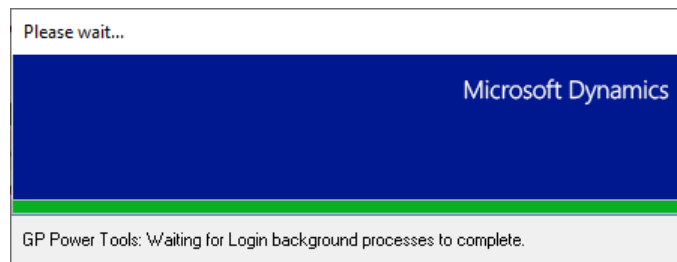 Please wait...
Microsoft Dynamics
GP Power Tools: Waiting for Login background processes to complete.